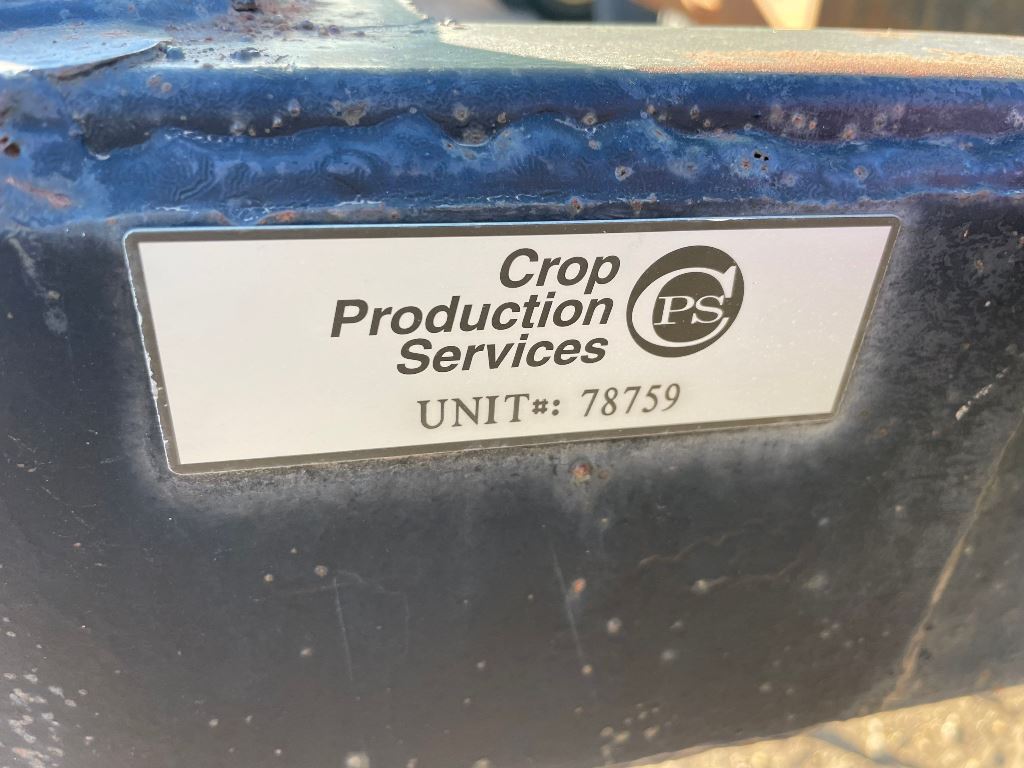 Crop
Production
Services
CPS
UNIT#: 78759